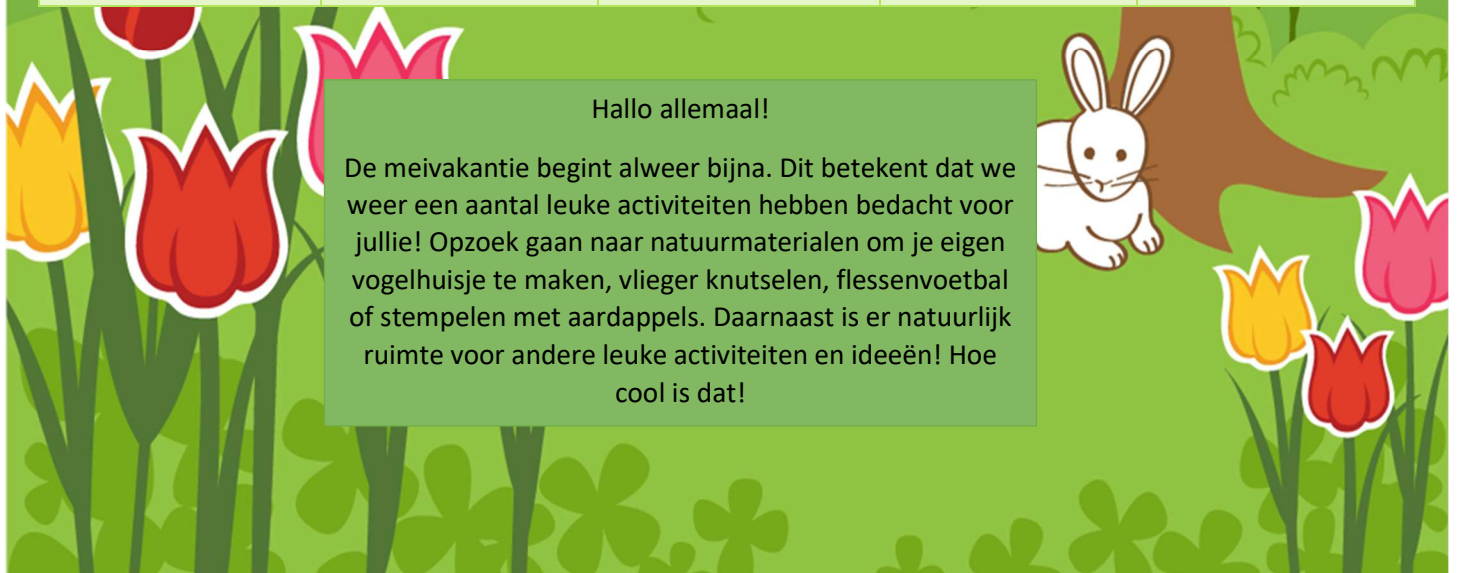 Hallo allemaal!
De meivakantie begint alweer bijna. Dit betekent dat we
weer een aantal leuke activiteiten hebben bedacht voor
jullie! Opzoek gaan naar natuurmaterialen om je eigen
vogelhuisje te maken, vlieger knutselen, flessenvoetbal
of stempelen met aardappels. Daarnaast is er natuurlijk
ruimte voor andere leuke activiteiten en ideeën! Hoe
cool is dat!